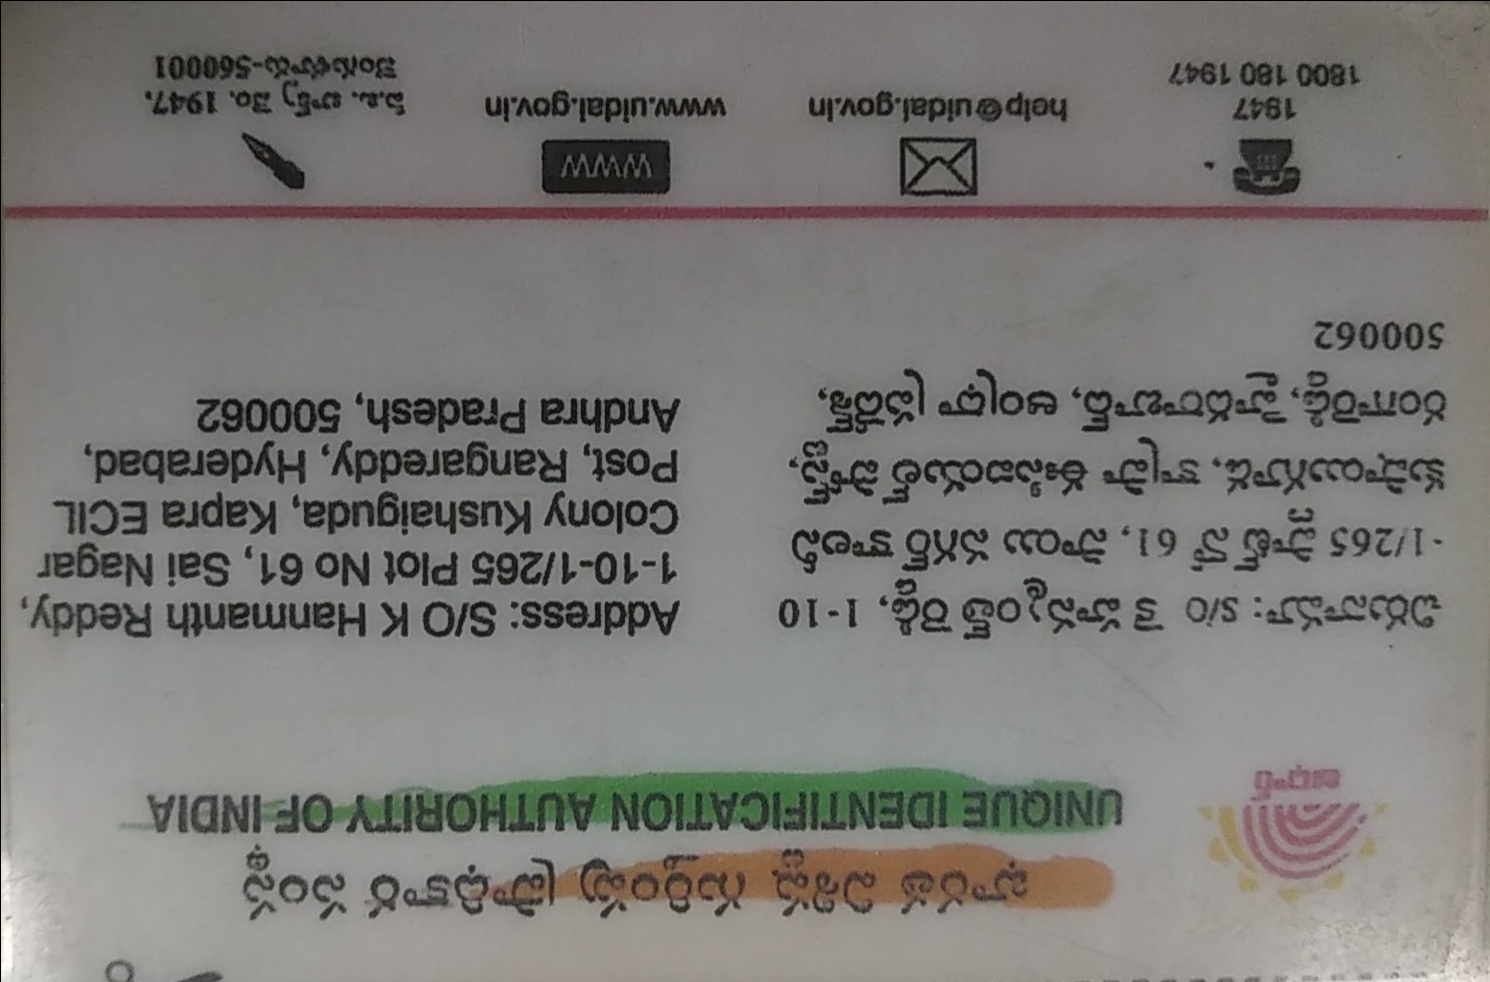 భారత విశిష్ట గుర్తింపు ప్రాధికార సంస్థ
UNIQUE IDENTIFICATION AUTHORITY OF INDIA
ఆధార్
చిరునామా: S/O కె హన్మంత్ రెడ్డి, 1-10
-1/265 ప్లాట్ నో 61, సాయి నగర్ కాలనీ
కుషాయిగూడ, కాప్రా ఈసిఐయల్ పోస్ట్,
రంగారెడ్డి, హైదరాబాద్, ఆంధ్రా ప్రదేశ్,
500062
Address: S/O K Hanmanth Reddy,
1-10-1/265 Plot No 61, Sai Nagar
Colony Kushaiguda, Kapra ECIL
Post, Rangareddy, Hyderabad,
Andhra Pradesh, 500062
1947
1800 180 1947
help@uidai.gov.in
WWW
www.uidai.gov.in
పి.ఒ. బాక్స్ నెం. 1947,
బెంగుళూరు-560001